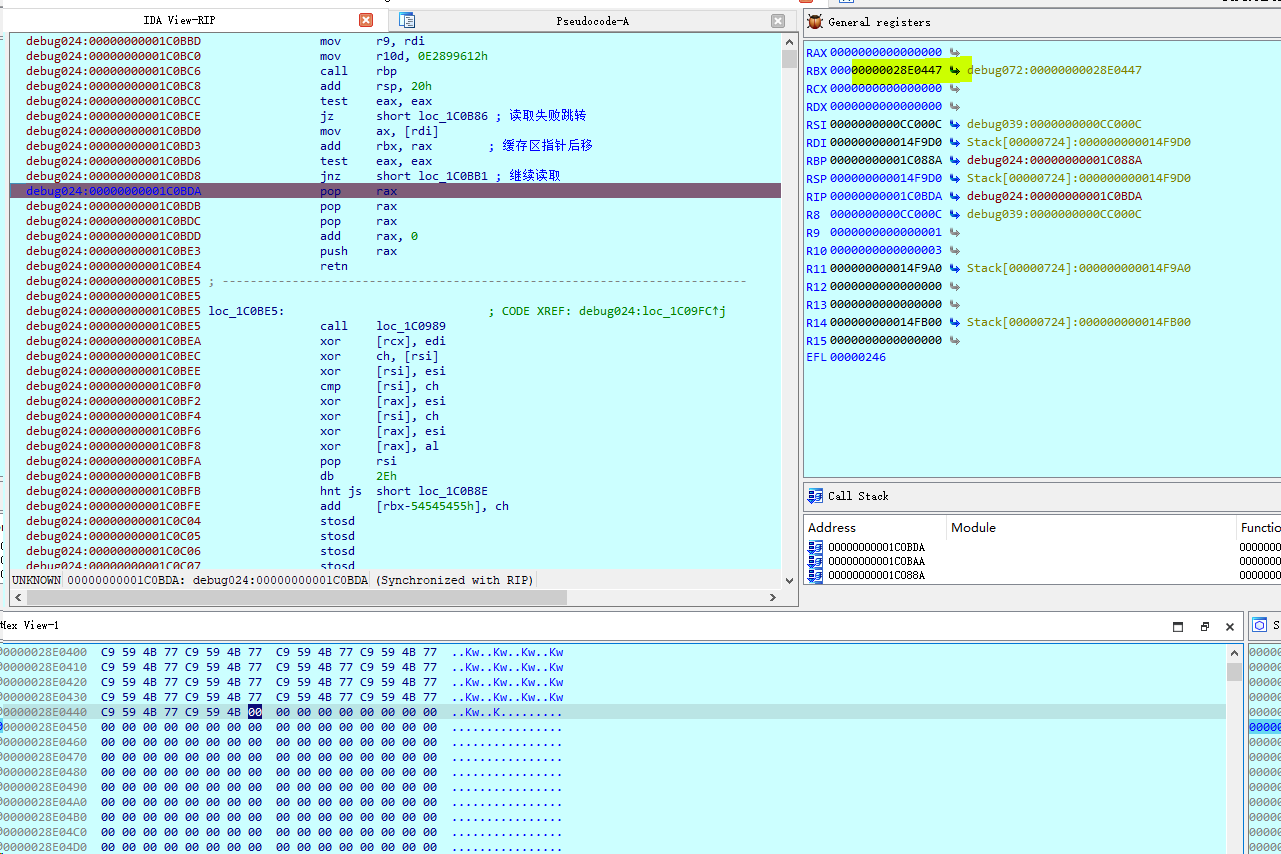 IDA View-RIP
Pseudocode-A
debug024:00000000001C0BBD mov r9, rdi
debug024:00000000001C0BC0 mov r10d, 0E2899612h
debug024:00000000001C0BC6 call rbp
debug024:00000000001C0BC8 add rsp, 20h
debug024:00000000001C0BCC test eax, eax
debug024:00000000001C0BCE jz short loc_1C0B86 ; 读取失败跳转
debug024:00000000001C0BD0 mov ax, [rdi]
debug024:00000000001C0BD3 add rbx, rax ; 缓存区指针后移
debug024:00000000001C0BD6 test eax, eax
debug024:00000000001C0BD8 jnz short loc_1C0BB1 ; 继续读取
debug024:00000000001C0BDA pop rax
debug024:00000000001C0BDB pop rax
debug024:00000000001C0BDC pop rax
debug024:00000000001C0BDD add rax, 0
debug024:00000000001C0BE3 push rax
debug024:00000000001C0BE4 retn
debug024:00000000001C0BE5 ; ---------------------------------------------------------------------------
debug024:00000000001C0BE5
debug024:00000000001C0BE5 loc_1C0BE5: ; CODE XREF: debug024:loc_1C09FC↑j
debug024:00000000001C0BE5 call loc_1C0989
debug024:00000000001C0BEA xor [rcx], edi
debug024:00000000001C0BEC xor ch, [rsi]
debug024:00000000001C0BEE xor [rsi], esi
debug024:00000000001C0BF0 cmp [rsi], ch
debug024:00000000001C0BF2 xor [rax], esi
debug024:00000000001C0BF4 xor [rsi], ch
debug024:00000000001C0BF6 xor [rax], esi
debug024:00000000001C0BF8 xor [rax], al
debug024:00000000001C0BFA pop rsi
debug024:00000000001C0BFB db 2Eh
debug024:00000000001C0BFB hnt js short loc_1C0B8E
debug024:00000000001C0BFE add [rbx-54545455h], ch
debug024:00000000001C0C04 stosd
debug024:00000000001C0C05 stosd
debug024:00000000001C0C06 stosd
debug024:00000000001C0C07 stosd
UNKNOWN 00000000001C0BDA: debug024:00000000001C0BDA (Synchronized with RIP)
General registers
RAX 0000000000000000
RBX 00000000028E0447 debug072:00000000028E0447
RCX 0000000000000000
RDX 0000000000000000
RSI 0000000000CC000C debug039:0000000000CC000C
RDI 000000000014F9D0 Stack[00000724]:000000000014F9D0
RBP 00000000001C088A debug024:00000000001C088A
RSP 000000000014F9D0 Stack[00000724]:000000000014F9D0
RIP 00000000001C0BDA debug024:00000000001C0BDA
R8 0000000000CC000C debug039:0000000000CC000C
R9 0000000000000001
R10 0000000000000003
R11 000000000014F9A0 Stack[00000724]:000000000014F9A0
R12 0000000000000000
R13 0000000000000000
R14 000000000014FB00 Stack[00000724]:000000000014FB00
R15 0000000000000000
EFL 00000246
Call Stack
Address Module Functio
00000000001C0BDA 0000000
00000000001C0BAA 0000000
00000000001C088A 0000000
Hex View-1
0000028E0400 C9 59 4B 77 C9 59 4B 77 C9 59 4B 77 C9 59 4B 77 ..Kw..Kw..Kw..Kw
0000028E0410 C9 59 4B 77 C9 59 4B 77 C9 59 4B 77 C9 59 4B 77 ..Kw..Kw..Kw..Kw
0000028E0420 C9 59 4B 77 C9 59 4B 77 C9 59 4B 77 C9 59 4B 77 ..Kw..Kw..Kw..Kw
0000028E0430 C9 59 4B 77 C9 59 4B 77 C9 59 4B 77 C9 59 4B 77 ..Kw..Kw..Kw..Kw
0000028E0440 C9 59 4B 77 C9 59 4B 00 00 00 00 00 00 00 00 00 ..Kw..K.........
0000028E0450 00 00 00 00 00 00 00 00 00 00 00 00 00 00 00 00 ................
0000028E0460 00 00 00 00 00 00 00 00 00 00 00 00 00 00 00 00 ................
0000028E0470 00 00 00 00 00 00 00 00 00 00 00 00 00 00 00 00 ................
0000028E0480 00 00 00 00 00 00 00 00 00 00 00 00 00 00 00 00 ................
0000028E0490 00 00 00 00 00 00 00 00 00 00 00 00 00 00 00 00 ................
0000028E04A0 00 00 00 00 00 00 00 00 00 00 00 00 00 00 00 00 ................
0000028E04B0 00 00 00 00 00 00 00 00 00 00 00 00 00 00 00 00 ................
0000028E04C0 00 00 00 00 00 00 00 00 00 00 00 00 00 00 00 00 ................
0000028E04D0 00 00 00 00 00 00 00 00 00 00 00 00 00 00 00 00 ................